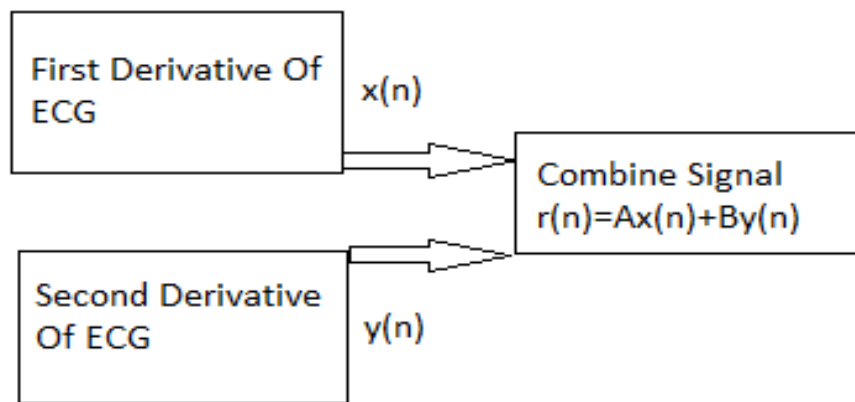 First Derivative Of
ECG
x(n)
Combine Signal
r(n)=Ax(n)+By(n)
Second Derivative
Of ECG
y(n)